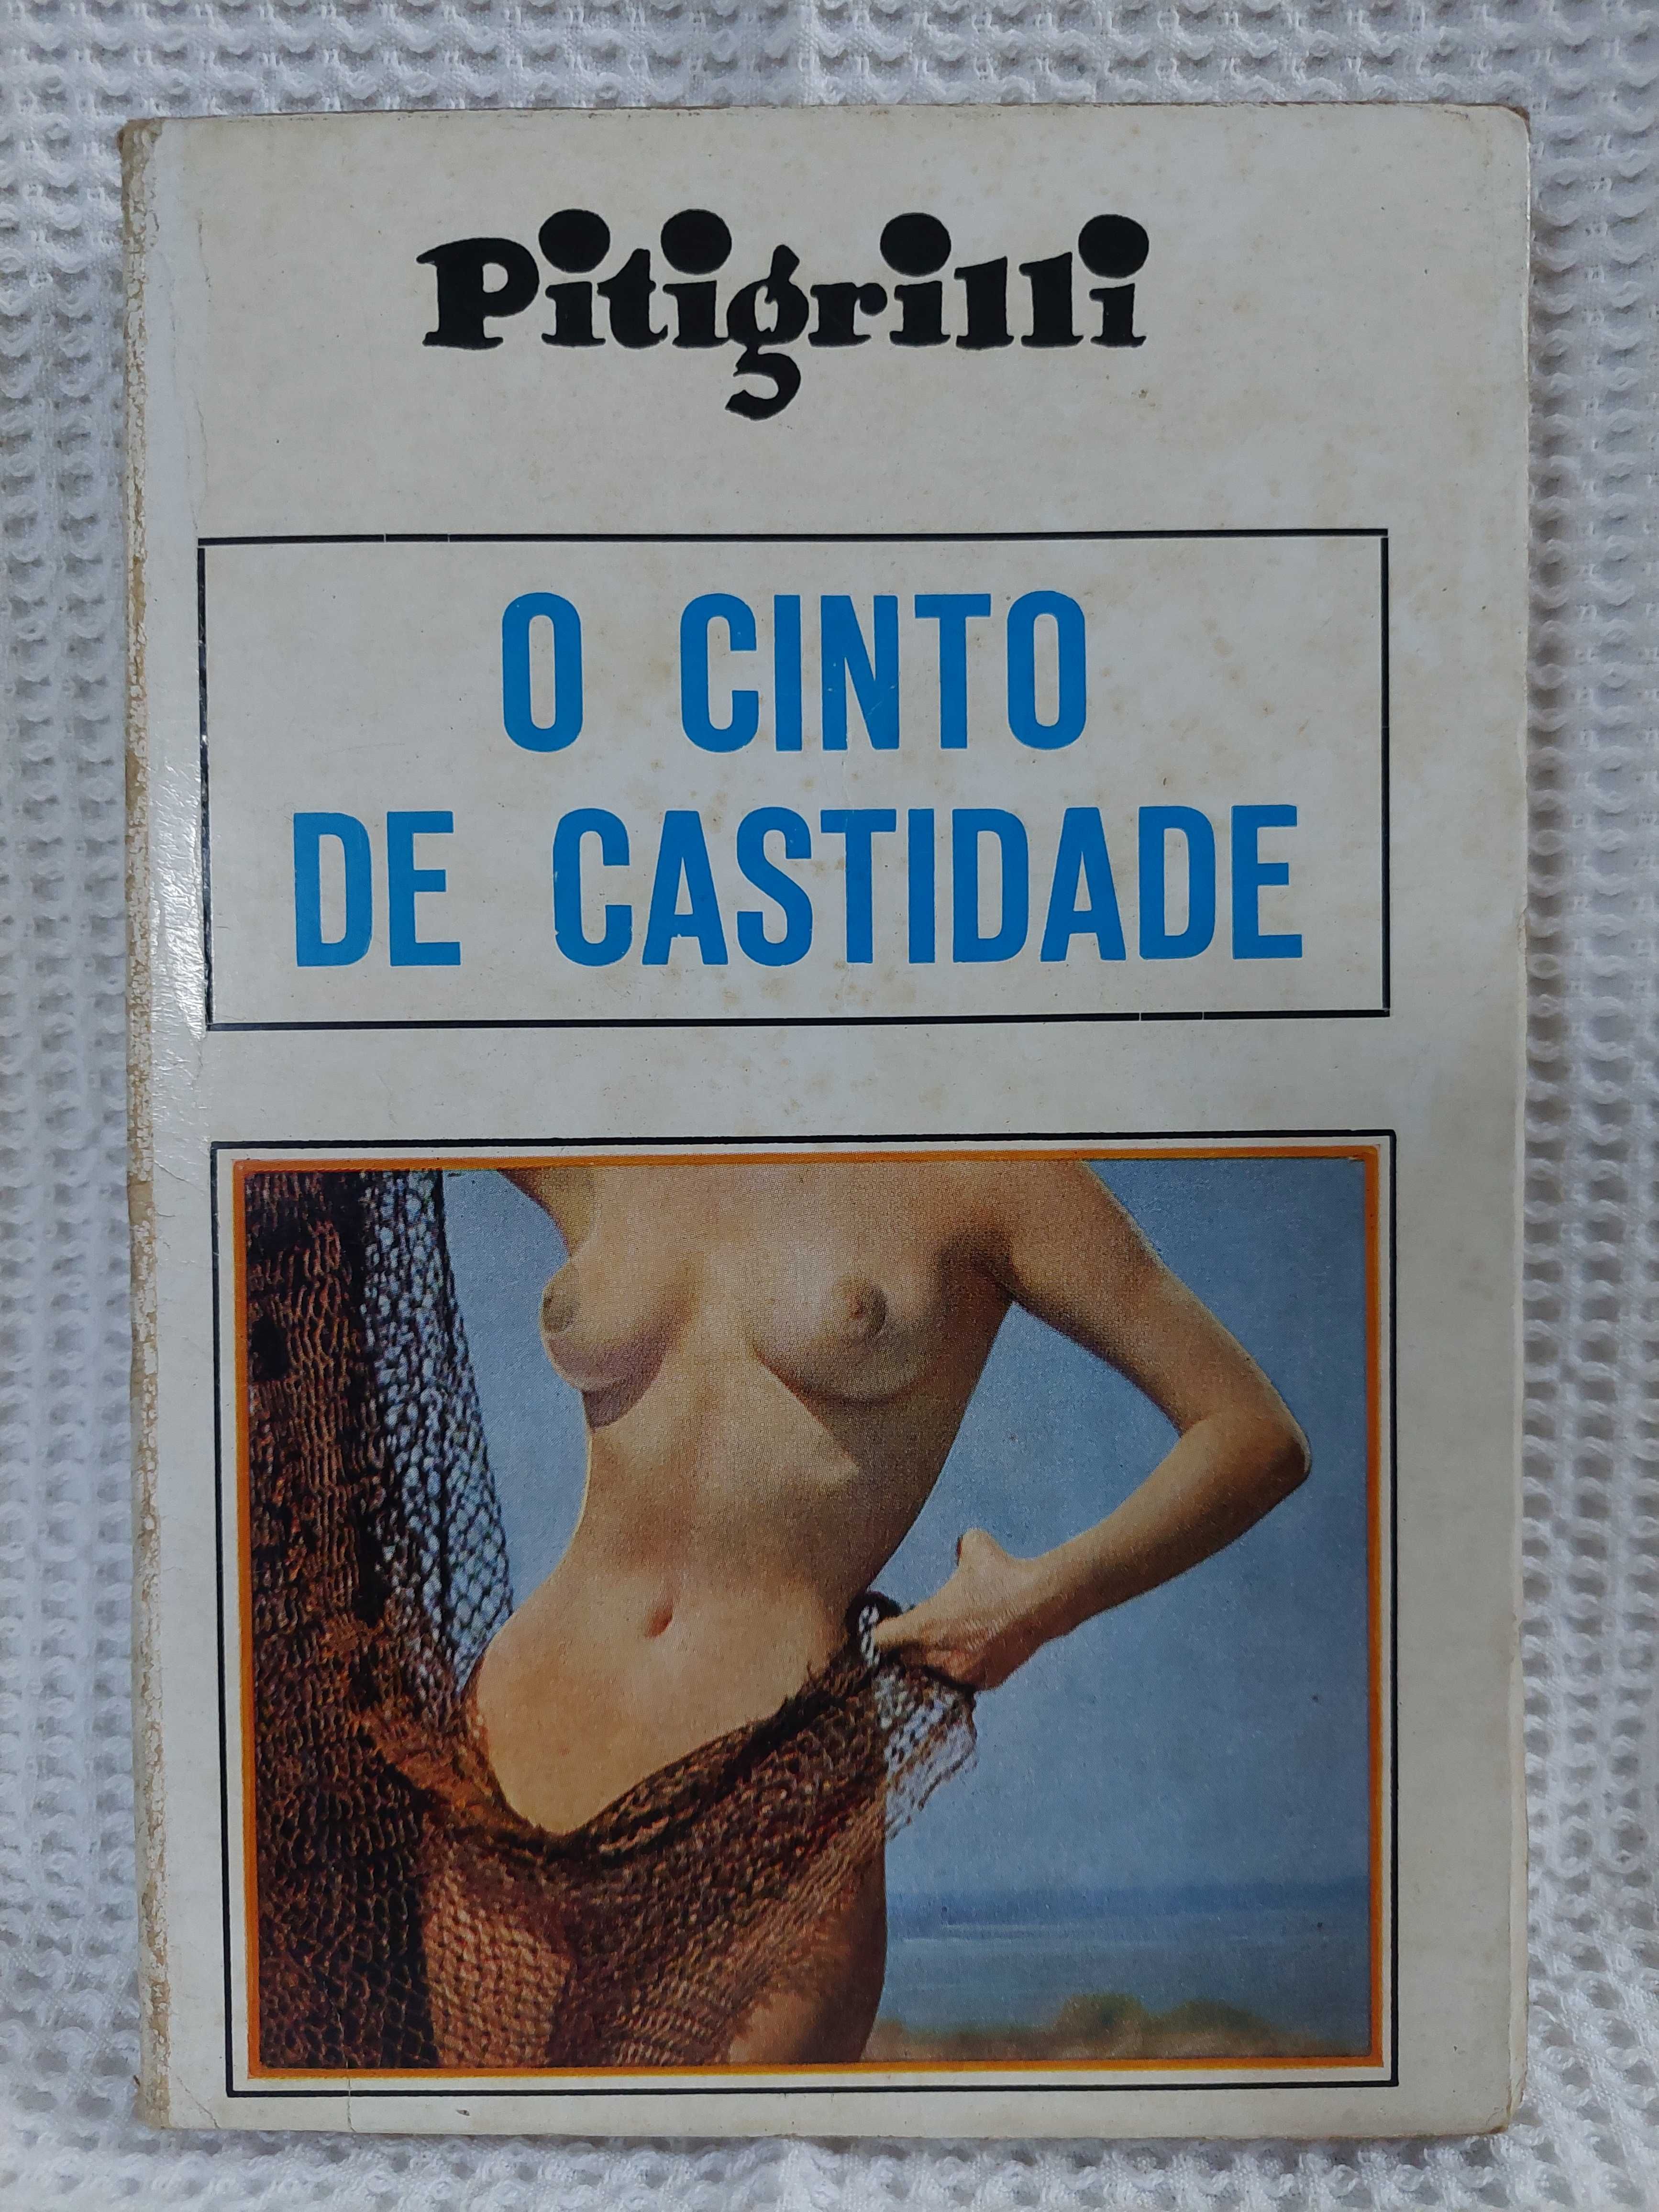 Pitigrilli
O CINTO
DE CASTIDADE